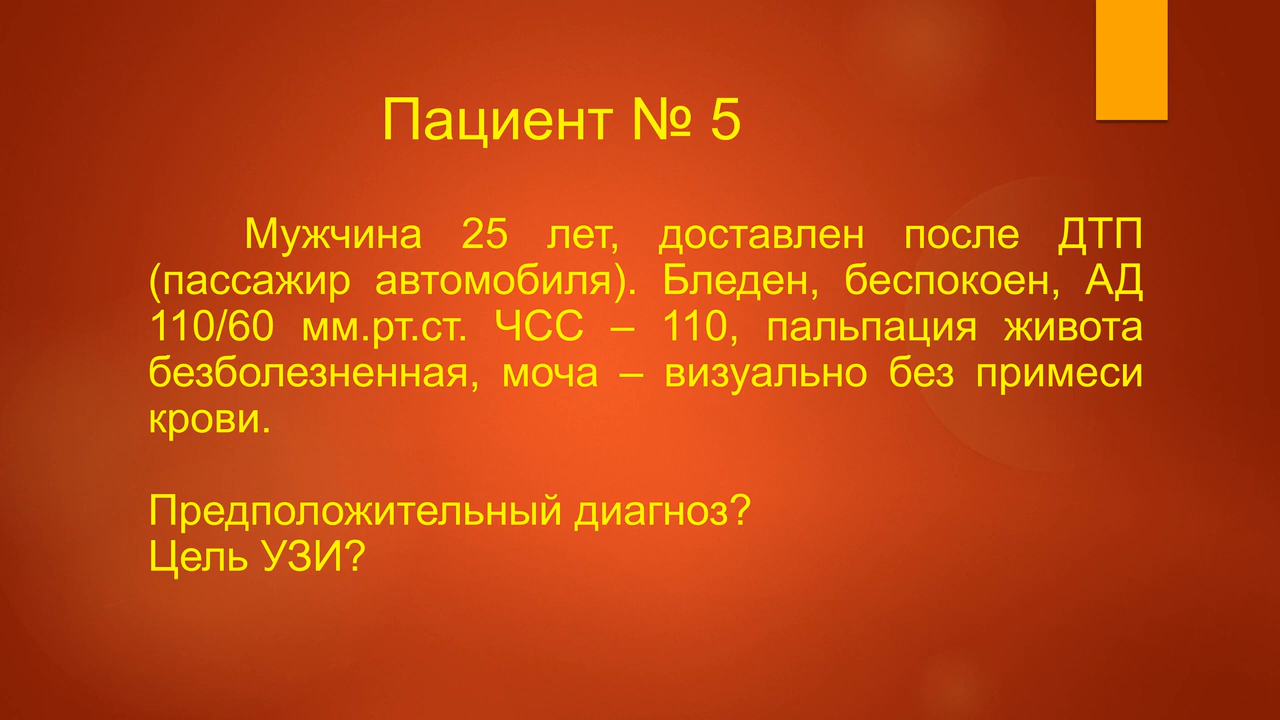 Пациент № 5
Мужчина 25 лет, доставлен после ДТП
(пассажир автомобиля). Бледен, беспокоен, АД
110/60 мм.рт.ст. ЧСС – 110, пальпация живота
безболезненная, моча – визуально без примеси
крови.
Предположительный диагноз?
Цель УЗИ?